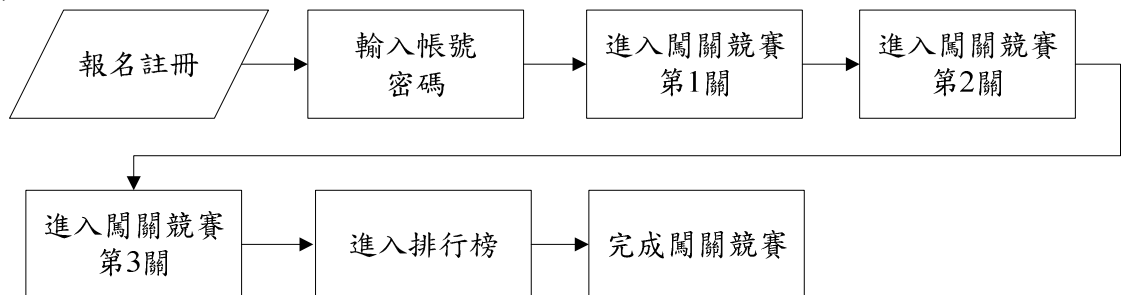 報名註冊
輸入帳號
密碼
進入闖關競賽
第1關
進入闖關競賽
第2關
進入闖關競賽
第3關
進入排行榜
完成闖關競賽